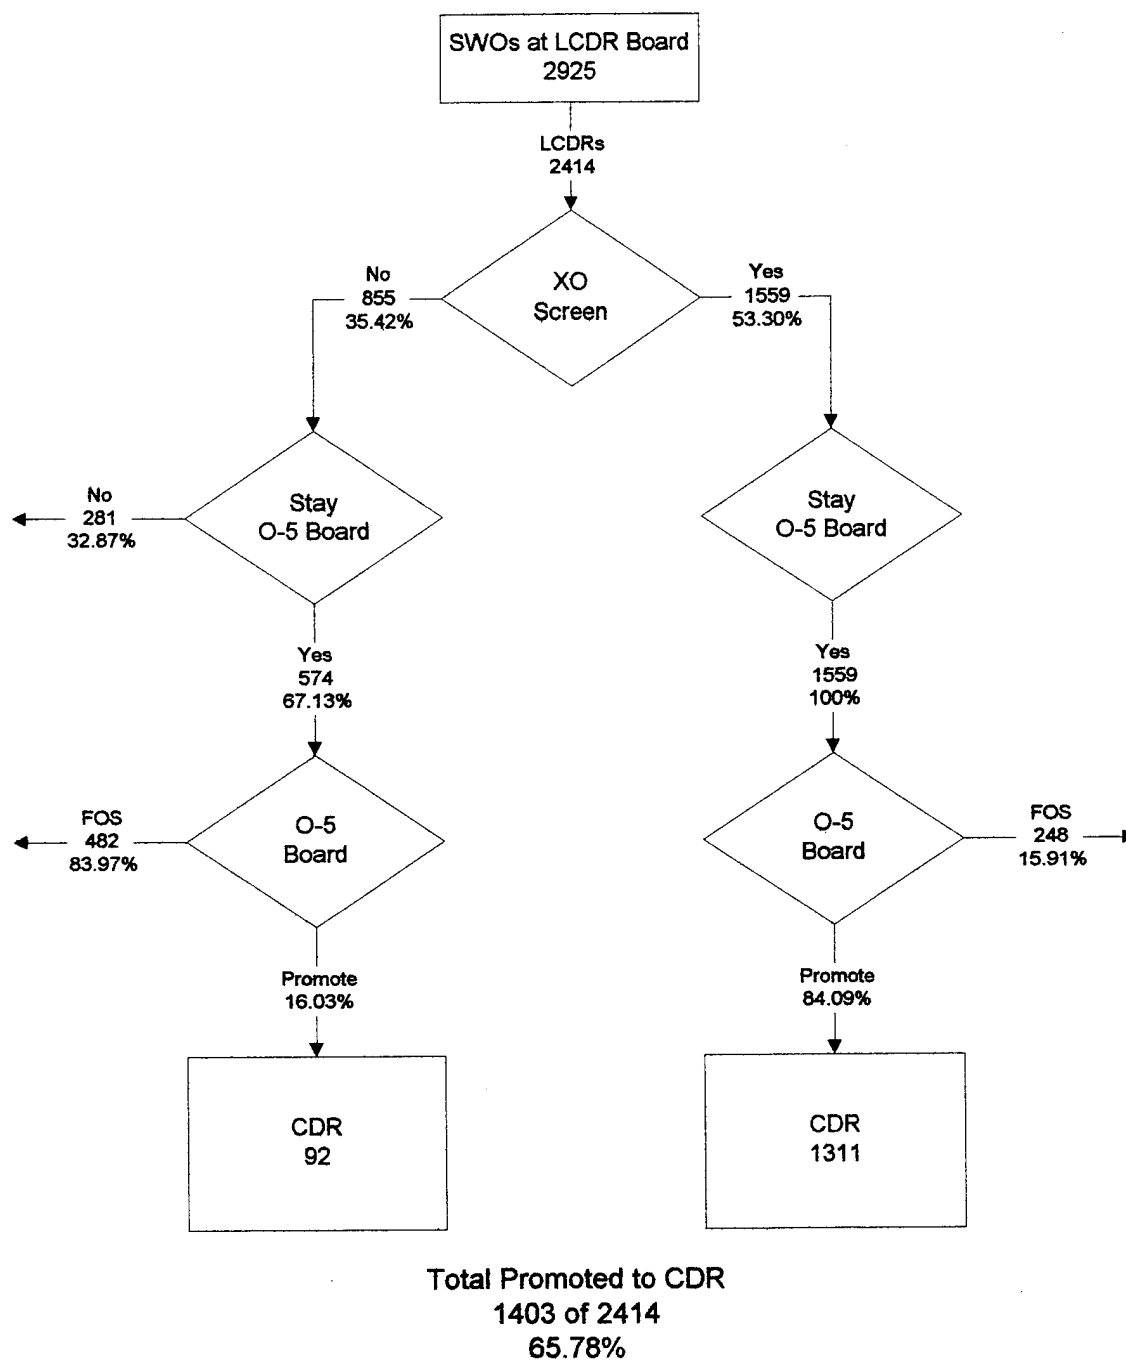 SWOs at LCDR Board
2925
LCDRs
2414
XO
Screen
No
855
35.42%
Yes
1559
53.30%
Stay
O-5 Board
No
281
32.87%
Stay
O-5 Board
Yes
574
67.13%
Yes
1559
100%
O-5
Board
FOS
482
83.97%
O-5
Board
FOS
248
15.91%
Promote
16.03%
Promote
84.09%
CDR
92
CDR
1311
Total Promoted to CDR
1403 of 2414
65.78%